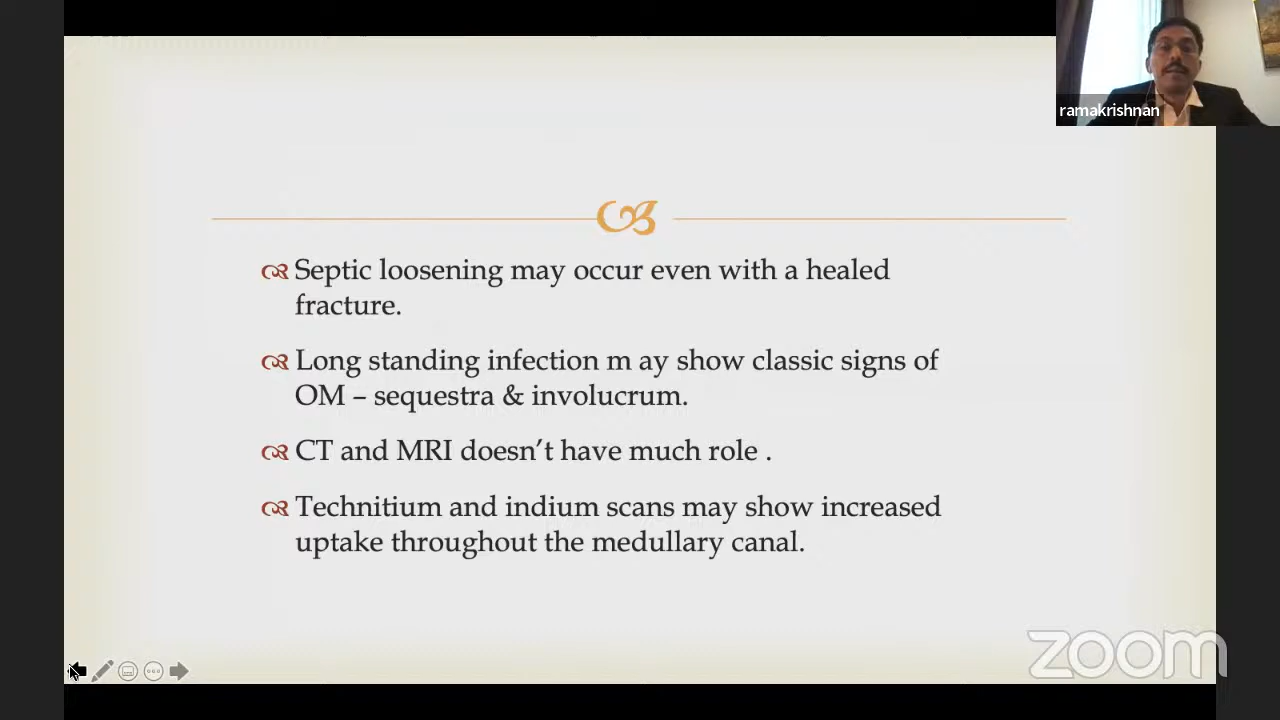 ramakrishnan
Septic loosening may occur even with a healed
fracture.
Long standing infection m ay show classic signs of
OM – sequestra & involucrum.
CT and MRI doesn’t have much role .
Technitium and indium scans may show increased
uptake throughout the medullary canal.
zoom